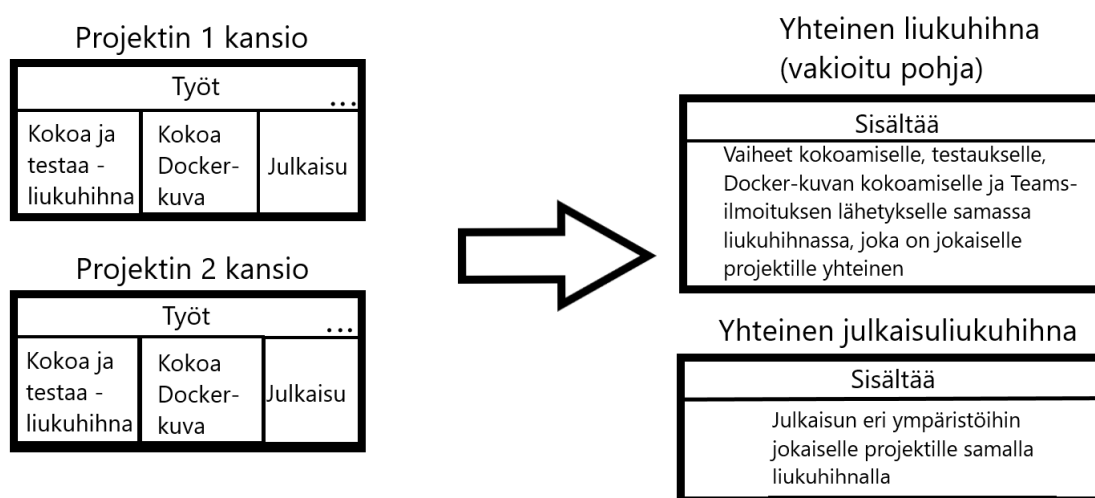 Projektin 1 kansio
Työt
...
Kokoa ja
testaa -
liukuhihna
Kokoa
Docker-
kuva
Julkaisu
Projektin 2 kansio
Työt
...
Kokoa ja
testaa -
liukuhihna
Kokoa
Docker-
kuva
Julkaisu
Yhteinen liukuhihna
(vakioitu pohja)
Sisältää
Vaiheet kokoamiselle, testaukselle,
Docker-kuvan kokoamiselle ja Teams-
ilmoituksen lähetykselle samassa
liukuhihnassa, joka on jokaiselle
projektille yhteinen
Yhteinen julkaisuliukuhihna
Sisältää
Julkaisun eri ympäristöihin
jokaiselle projektille samalla
liukuhihnalla